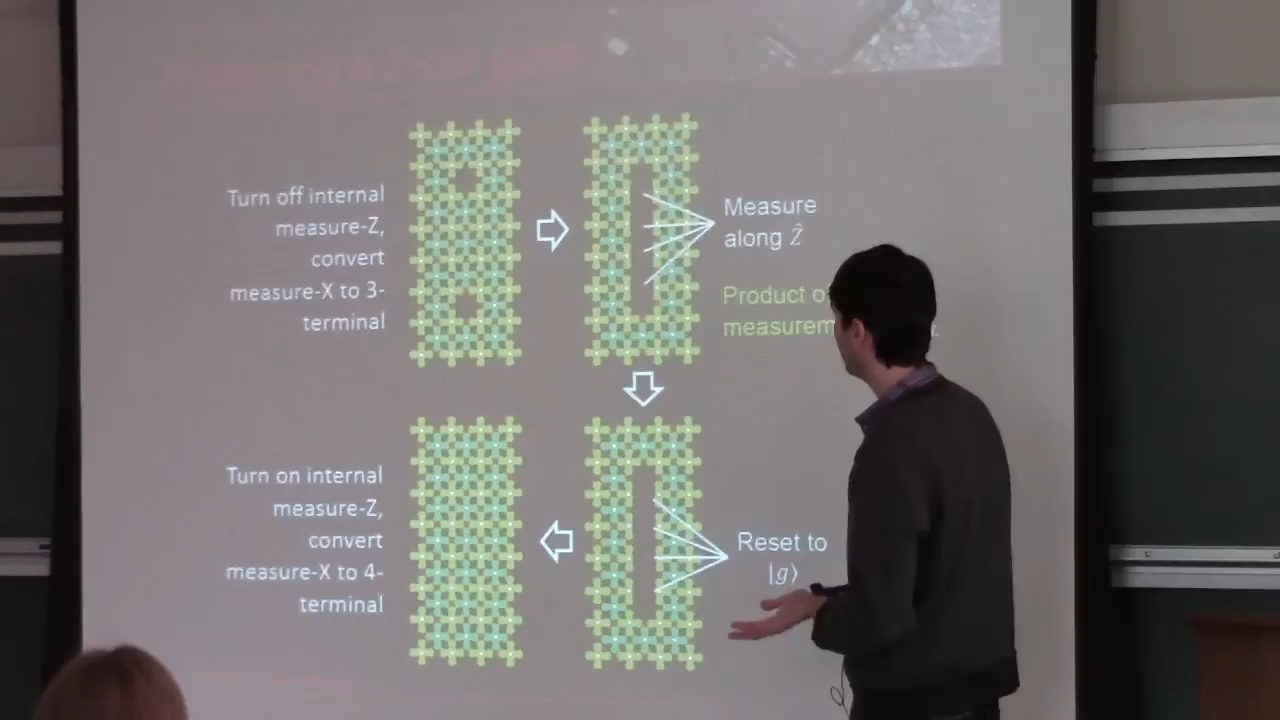 Turn off internal
measure-Z,
convert
measure-X to 3-
terminal
Measure
along Ẑ
Product
Turn on internal
measure-Z,
convert
measure-X to 4-
terminal
Reset to
|g⟩